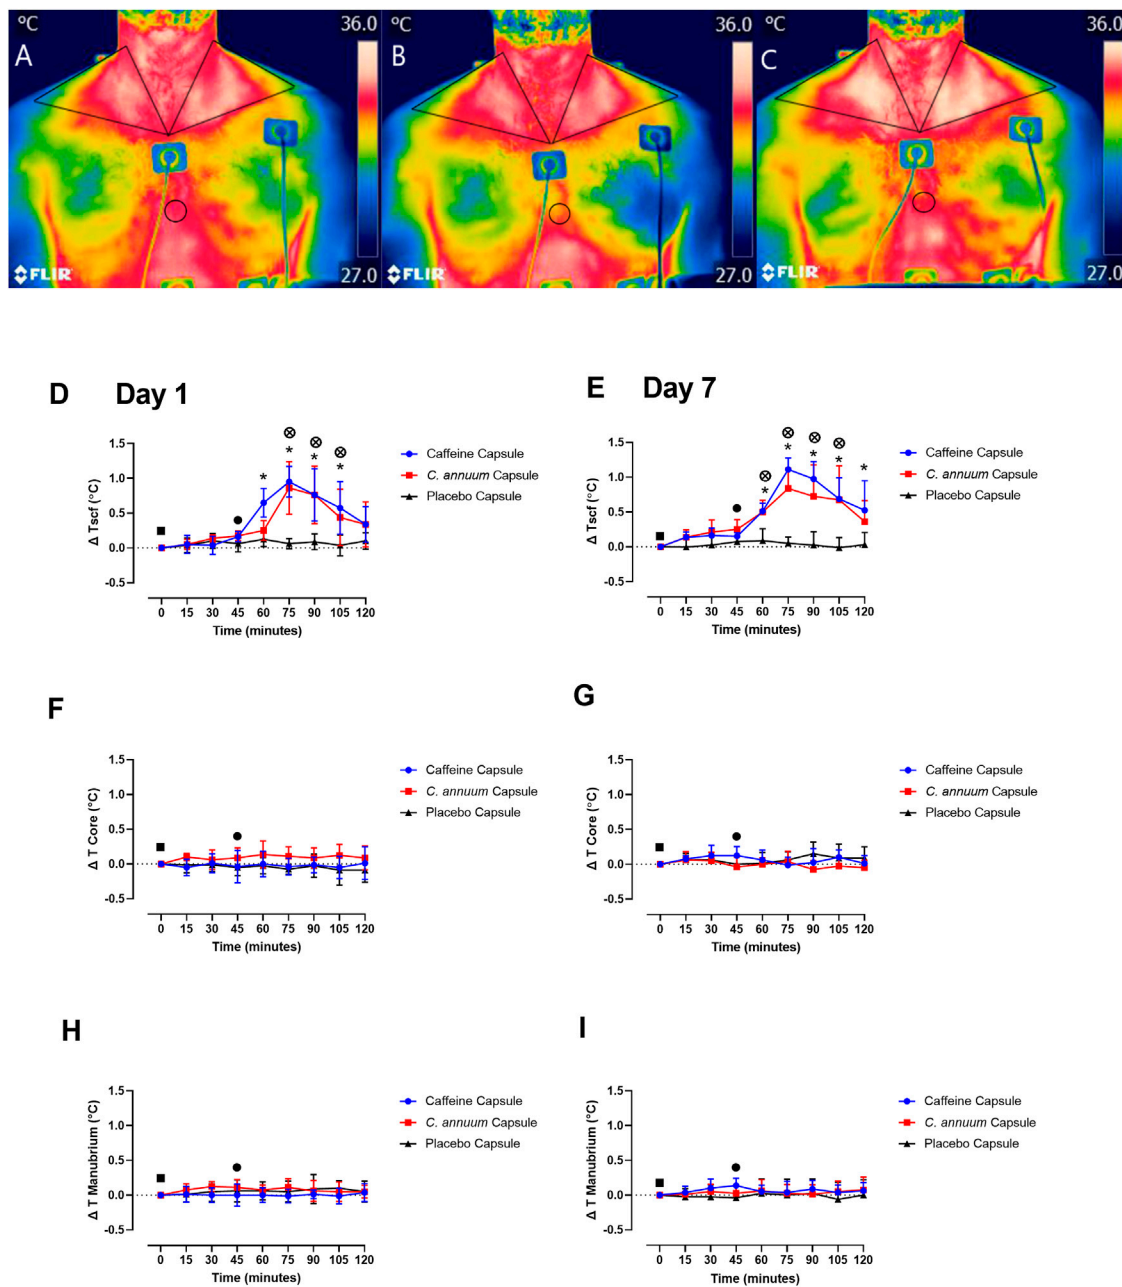 ºC 36.0
A
FLIR 27.0
ºC 36.0
B
FLIR 27.0
ºC 36.0
C
FLIR 27.0
D Day 1
Δ Tscf (°C)
1.5
1.0
0.5
0.0
-0.5
0 15 30 45 60 75 90 105 120
Time (minutes)
* * * *
Caffeine Capsule
C. annuum Capsule
Placebo Capsule
E Day 7
Δ Tscf (°C)
1.5
1.0
0.5
0.0
-0.5
0 15 30 45 60 75 90 105 120
Time (minutes)
* * * * *
Caffeine Capsule
C. annuum Capsule
Placebo Capsule
F
Δ T Core (°C)
1.5
1.0
0.5
0.0
-0.5
0 15 30 45 60 75 90 105 120
Time (minutes)
Caffeine Capsule
C. annuum Capsule
Placebo Capsule
G
Δ T Core (°C)
1.5
1.0
0.5
0.0
-0.5
0 15 30 45 60 75 90 105 120
Time (minutes)
Caffeine Capsule
C. annuum Capsule
Placebo Capsule
H
Δ T Manubrium (°C)
1.5
1.0
0.5
0.0
-0.5
0 15 30 45 60 75 90 105 120
Time (minutes)
Caffeine Capsule
C. annuum Capsule
Placebo Capsule
I
Δ T Manubrium (°C)
1.5
1.0
0.5
0.0
-0.5
0 15 30 45 60 75 90 105 120
Time (minutes)
Caffeine Capsule
C. annuum Capsule
Placebo Capsule